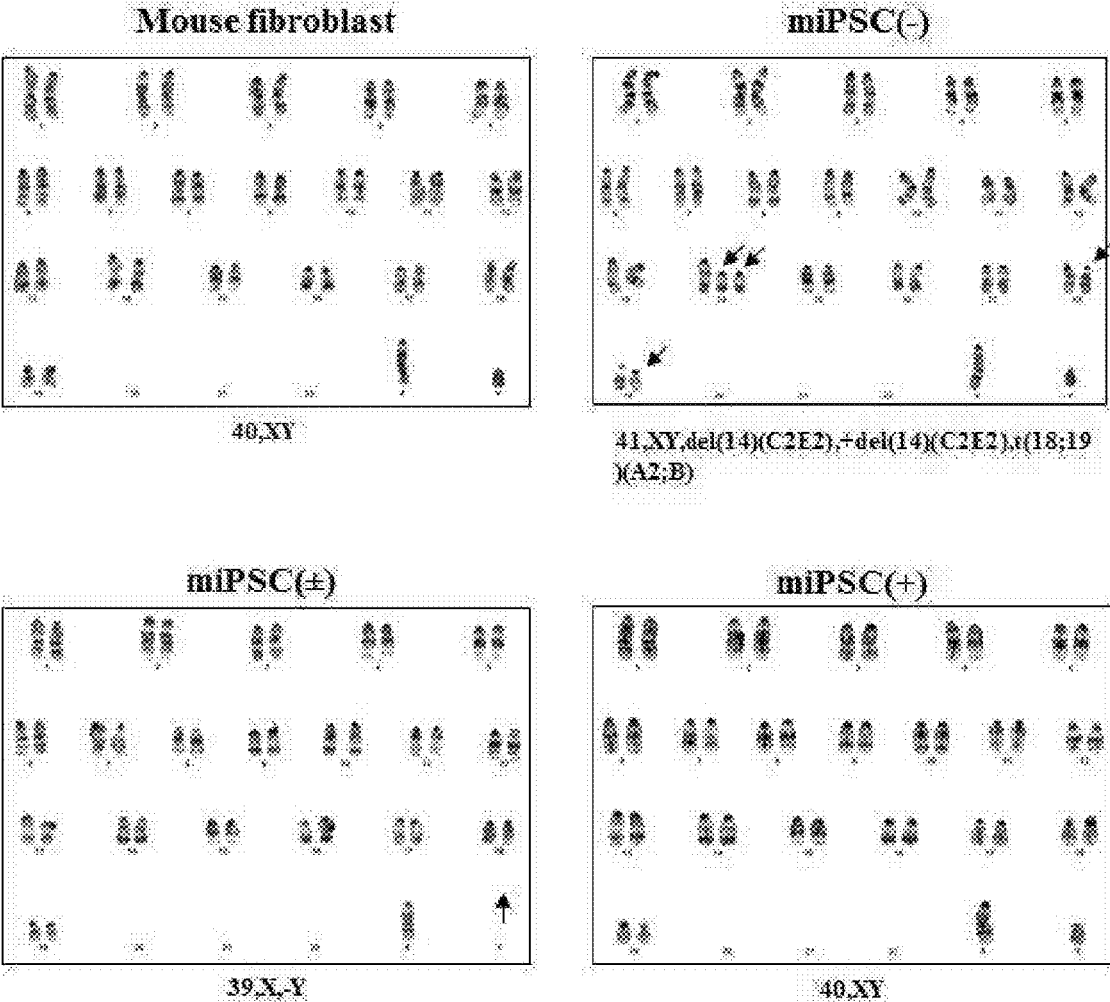 Mouse fibroblast
miPSC(-)
40,XY
41,XY,del(14)(C2E2),+del(14)(C2E2),t(18;19
)(A2;B)
miPSC(±)
miPSC(+)
39,X,-Y
40,XY